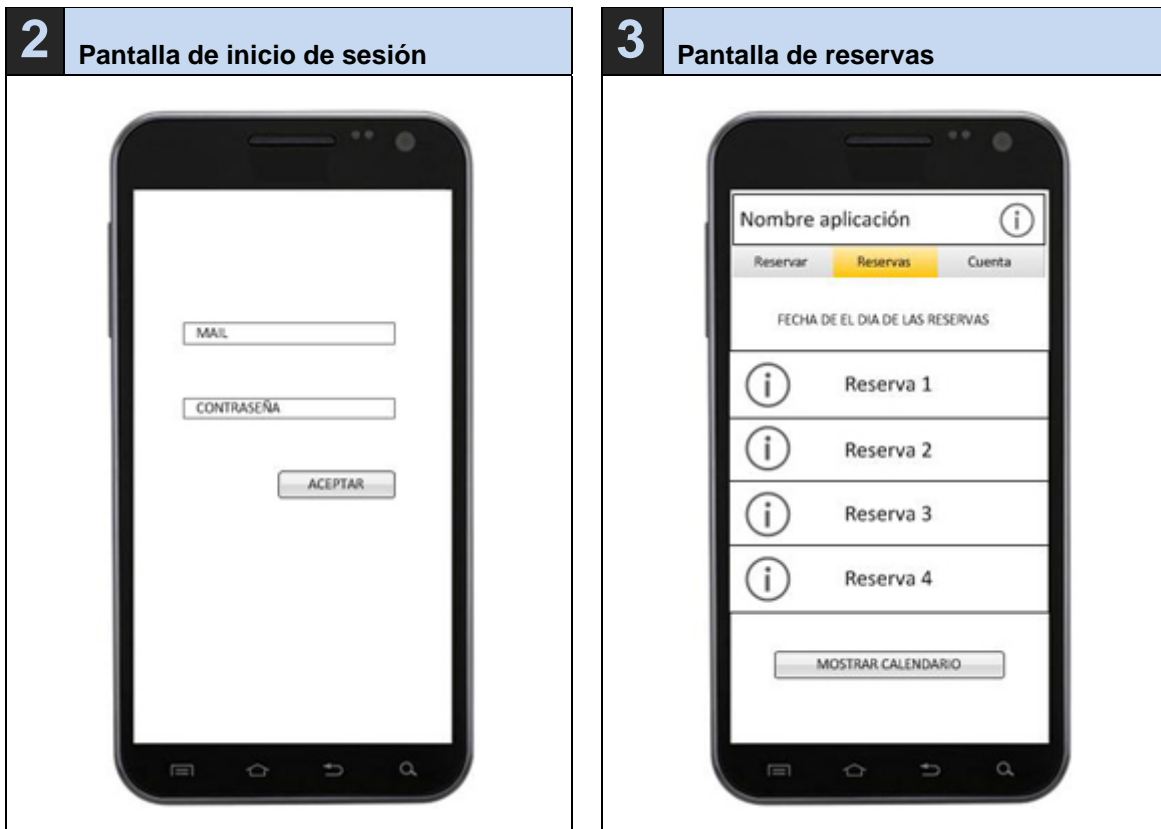 2
Pantalla de inicio de sesión
MAIL
CONTRASEÑA
ACEPTAR
3
Pantalla de reservas
Nombre aplicación
Reservar Reservas Cuenta
FECHA DE EL DIA DE LAS RESERVAS
Reserva 1
Reserva 2
Reserva 3
Reserva 4
MOSTRAR CALENDARIO